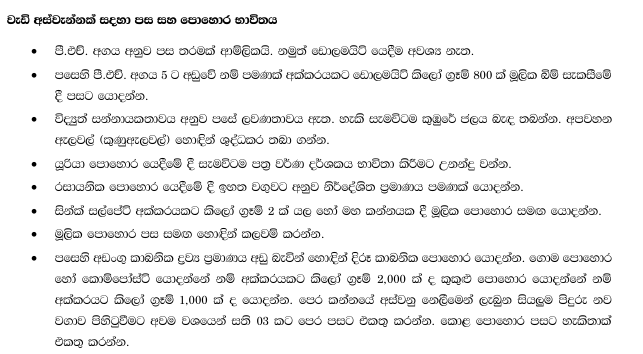 වැඩි අස්වැන්නක් සදහා පස සහ පොහොර භාවිතය
• පී.එච්. අගය අනුව පස තරමක් ආම්ලිකයි. නමුත් ඩොලමයිට් යෙදීම අවශ්‍ය නැත.
• පසෙහි පී.එච්. අගය 5 ට අඩුවේ නම් පමණක් අක්කරයකට ඩොලමයිට් කිලෝ ග්‍රෑම් 800 ක් මූලික බිම් සැකසීමේ
දී පසට යොදන්න.
• විද්‍යුත් සන්නායකතාවය අනුව පසේ ලවණතාවය ඇත. හැකි සැමවිටම කුඹුරේ ජලය බැඳ තබන්න. අපවහන
ඇලවල් (කුණුඇලවල්) හොඳින් ශුද්ධකර තබා ගන්න.
• යූරියා පොහොර යෙදීමේ දී සැමවිටම පත්‍ර වර්ණ දර්ශකය භාවිතා කිරීමට උනන්දු වන්න.
• රසායනික පොහොර යෙදීමේ දී ඉහත වගුවට අනුව නිර්දේශිත ප්‍රමාණය පමණක් යොදන්න.
• සින්ක් සල්පේට් අක්කරයකට කිලෝ ග්‍රෑම් 2 ක් යල හෝ මහ කන්නයක දී මූලික පොහොර සමඟ යොදන්න.
• මූලික පොහොර පස සමඟ හොඳින් කලවම් කරන්න.
• පසෙහි අඩංගු කාබනික ද්‍රව්‍ය ප්‍රමාණය අඩු බැවින් හොඳින් දිරූ කාබනික පොහොර යොදන්න. ගොම පොහොර
හෝ කොම්පෝස්ට් යොදන්නේ නම් අක්කරයකට කිලෝ ග්‍රෑම් 2,000 ක් ද කුකුළු පොහොර යොදන්නේ නම්
අක්කරයට කිලෝ ග්‍රෑම් 1,000 ක් ද යොදන්න. පෙර කන්නයේ අස්වනු නෙලීමෙන් ලැබුන සියලුම පිදුරු නව
වගාව පිහිටුවීමට අවම වශයෙන් සති 03 කට පෙර පසට එකතු කරන්න. කොළ පොහොර පසට හැකිතාක්
එකතු කරන්න.